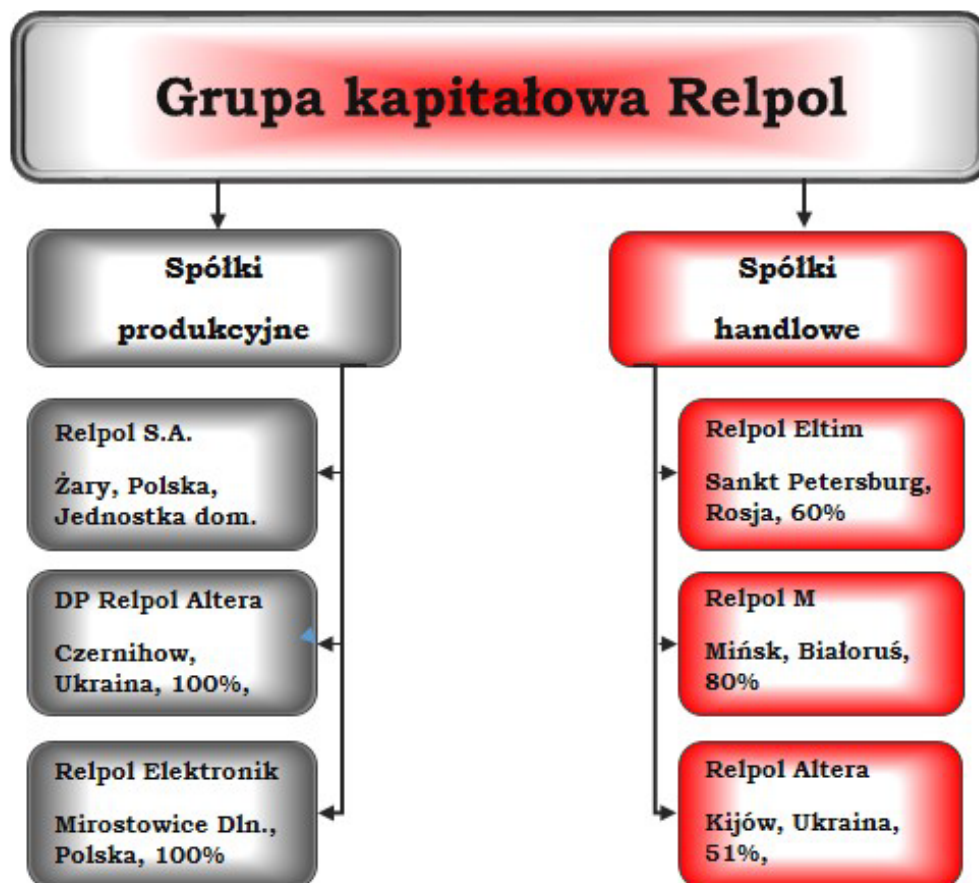 Grupa kapitałowa Relpol
Spółki
produkcyjne
Relpol S.A.
Żary, Polska,
Jednostka dom.
DP Relpol Altera
Czernihow,
Ukraina, 100%,
Relpol Elektronik
Mirostowice Dln.,
Polska, 100%
Spółki
handlowe
Relpol Eltim
Sankt Petersburg,
Rosja, 60%
Relpol M
Mińsk, Białoruś,
80%
Relpol Altera
Kijów, Ukraina,
51%,